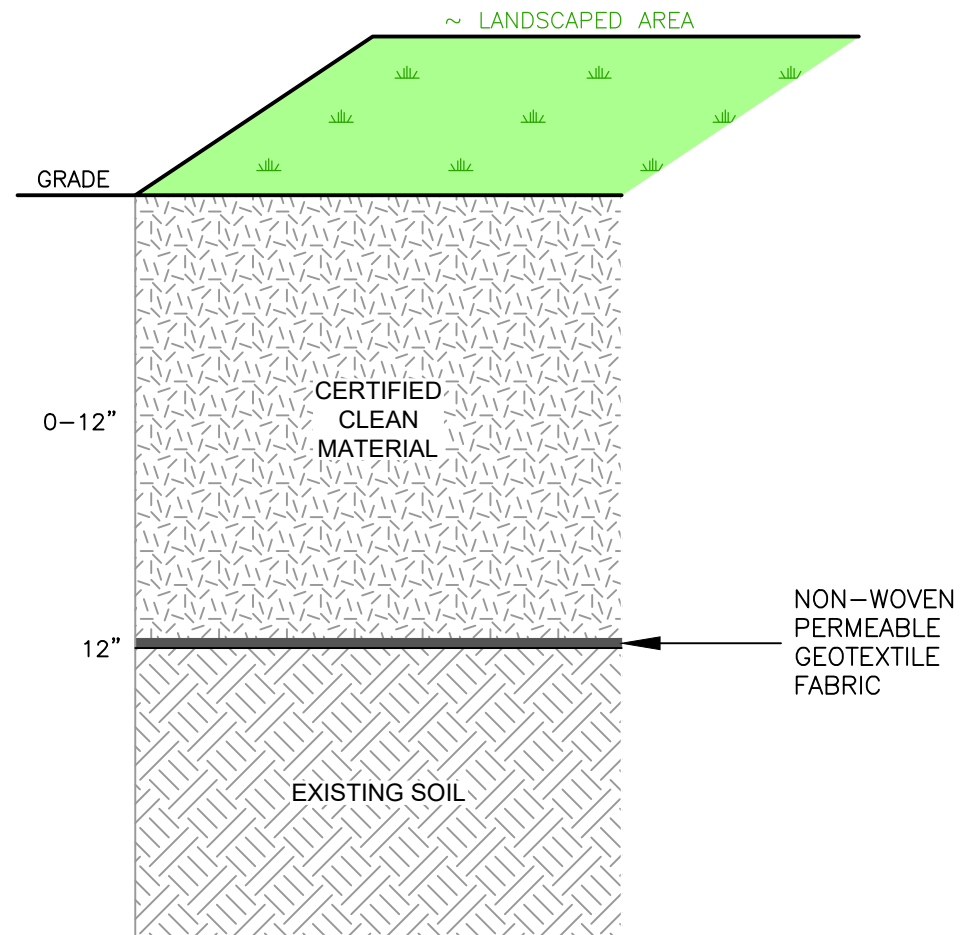 ~ LANDSCAPED AREA
GRADE
CERTIFIED
CLEAN
MATERIAL
0-12"
12"
NON-WOVEN
PERMEABLE
GEOTEXTILE
FABRIC
EXISTING SOIL